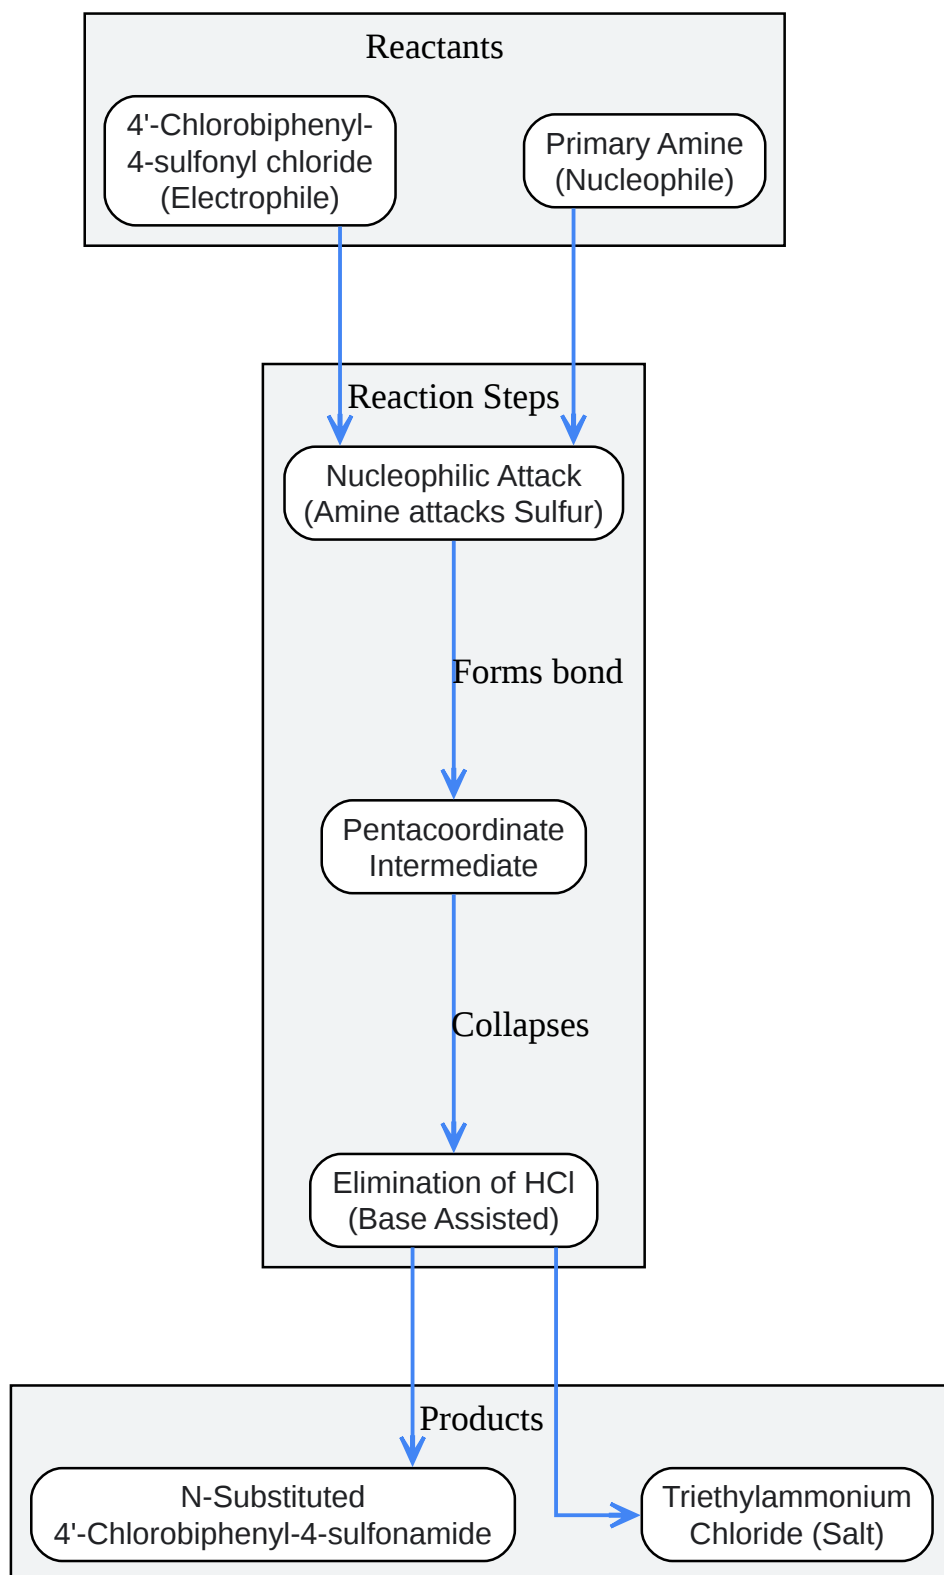 Reactants
4'-Chlorobiphenyl-
4-sulfonyl chloride
(Electrophile)
Primary Amine
(Nucleophile)
Reaction Steps
Nucleophilic Attack
(Amine attacks Sulfur)
Forms bond
Pentacoordinate
Intermediate
Collapses
Elimination of HCl
(Base Assisted)
Products
N-Substituted
4'-Chlorobiphenyl-4-sulfonamide
Triethylammonium
Chloride (Salt)